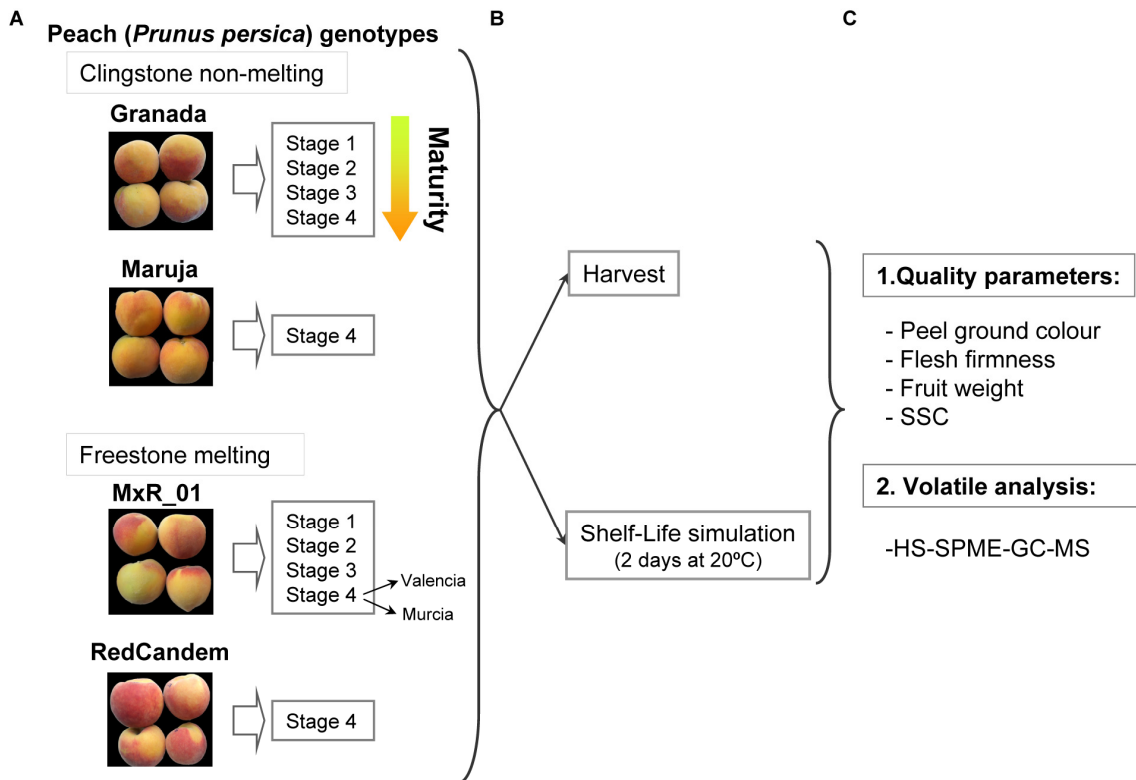 A
Peach (Prunus persica) genotypes
Clingstone non-melting
Granada
Stage 1
Stage 2
Stage 3
Stage 4
Maturity
Maruja
Stage 4
Freestone melting
MxR_01
Stage 1
Stage 2
Stage 3
Stage 4
Valencia
Murcia
RedCandem
Stage 4
B
Harvest
Shelf-Life simulation
(2 days at 20ºC)
C
1.Quality parameters:
- Peel ground colour
- Flesh firmness
- Fruit weight
- SSC
2. Volatile analysis:
-HS-SPME-GC-MS